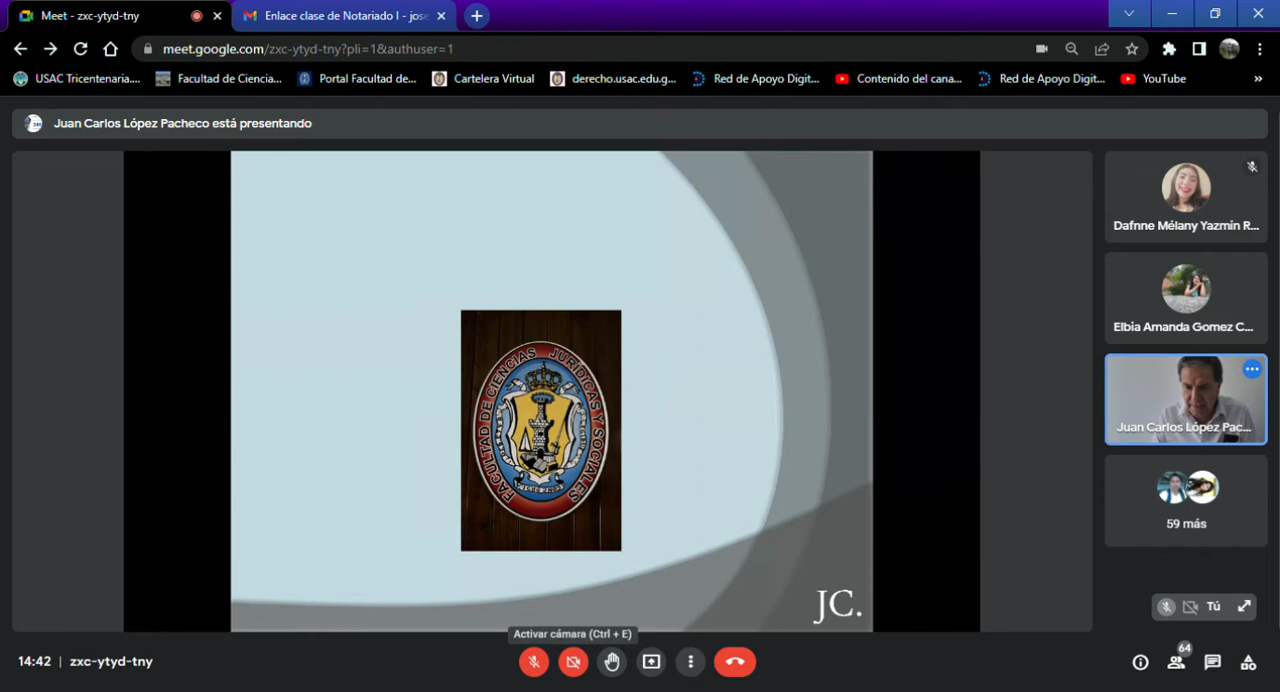 Meet - zxc-ytyd-tny
Enlace clase de Notariado I - jose
meet.google.com/zxc-ytyd-tny?pli=1&authuser=1
USAC Tricentenaria....
Facultad de Ciencia...
Portal Facultad de...
Cartelera Virtual
derecho.usac.edu.g...
Red de Apoyo Digit...
Contenido del cana...
Red de Apoyo Digit...
YouTube
Juan Carlos López Pacheco está presentando
FACULTAD DE CIENCIAS JURÍDICAS Y SOCIALES
JC.
Dafnne Mélany Yazmín R...
Elbia Amanda Gomez C...
Juan Carlos López Pac...
59 más
Tú
Activar cámara (Ctrl + E)
14:42 | zxc-ytyd-tny
64